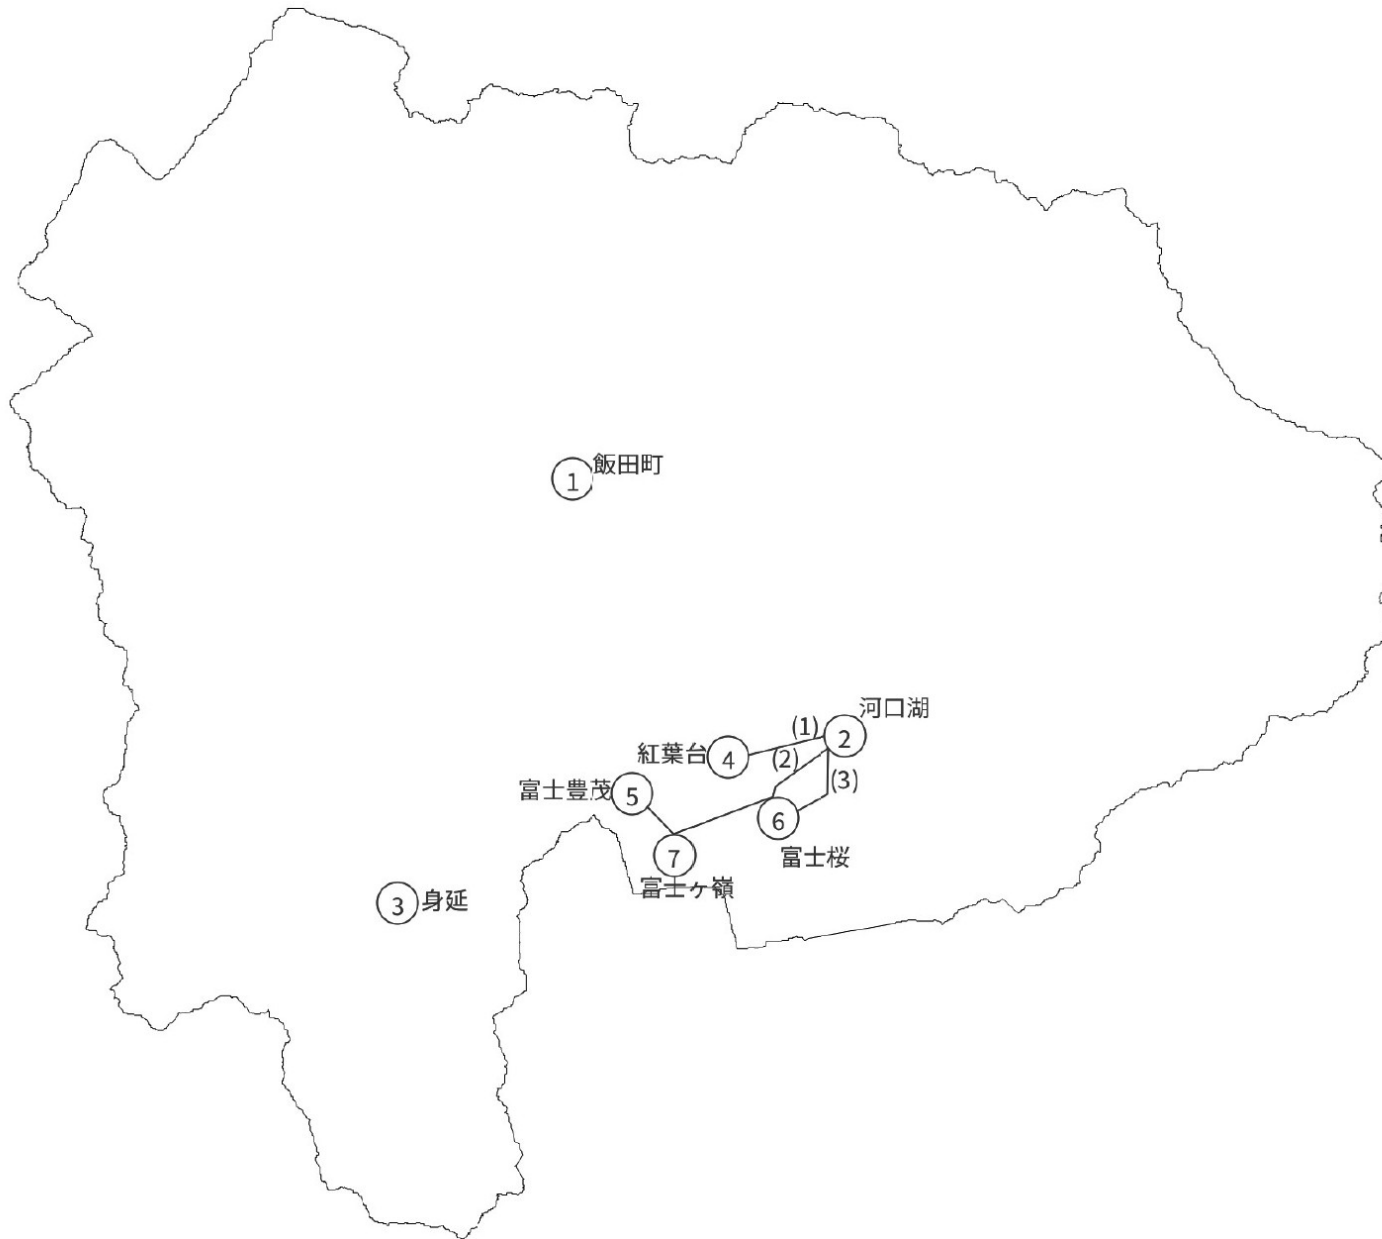 ① 飯田町
河口湖
(1)
②
紅葉台 ④
(2)
(3)
富士豊茂 ⑤
⑥
富士桜
⑦
富士ヶ嶺
③ 身延